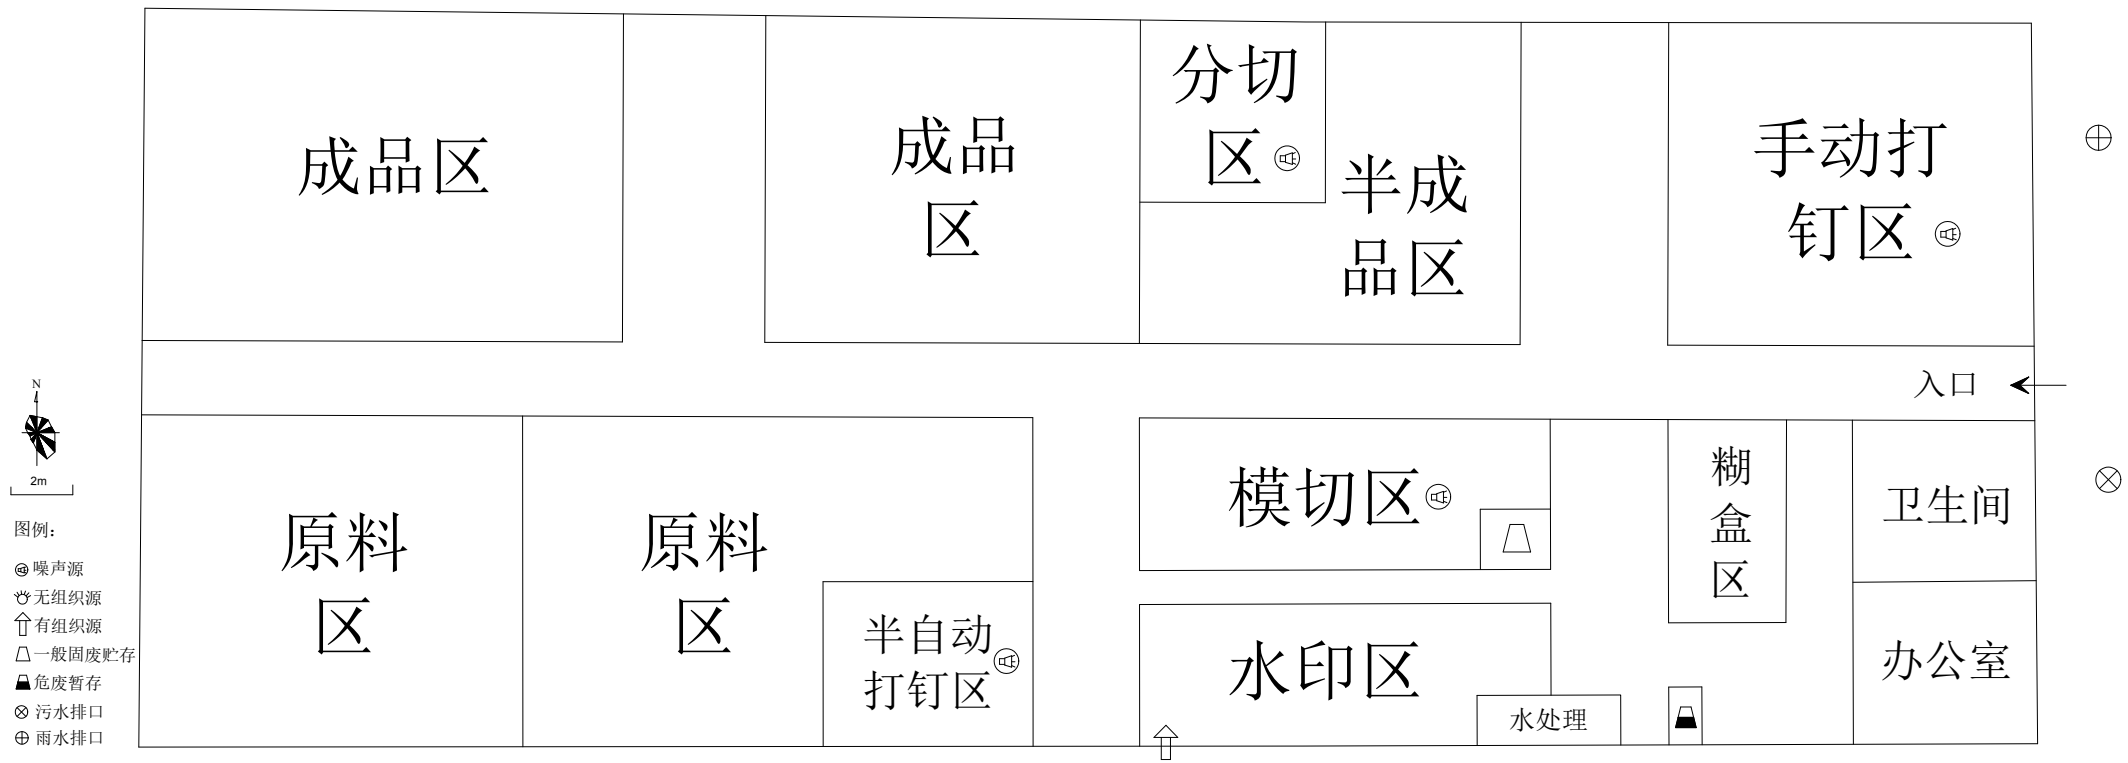 成品区
成品
区
分切
区
半成
品区
手动打
钉区
入口
N
2m
图例：
噪声源
无组织源
有组织源
一般固废贮存
危废暂存
污水排口
雨水排口
原料
区
原料
区
半自动
打钉区
模切区
水印区
水处理
糊
盒
区
卫生间
办公室